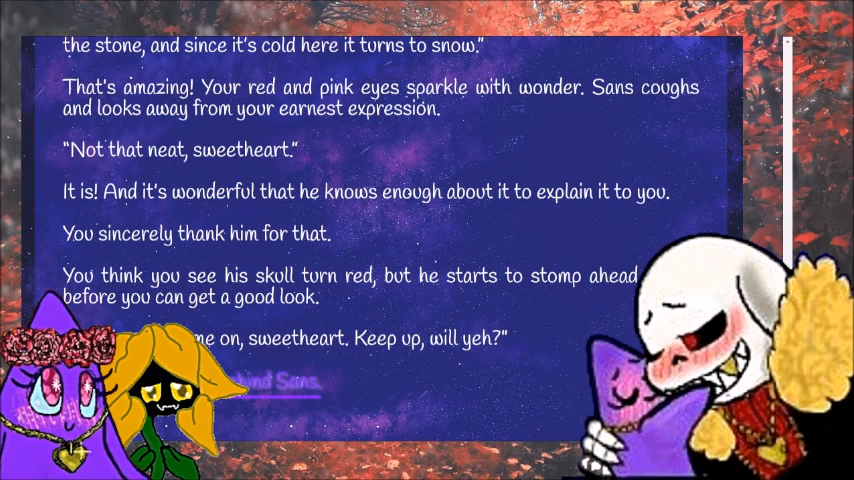 the stone, and since it's cold here it turns to snow."
That's amazing! Your red and pink eyes sparkle with wonder. Sans coughs
and looks away from your earnest expression.
"Not that neat, sweetheart."
It is! And it's wonderful that he knows enough about it to explain it to you.
You sincerely thank him for that.
You think you see his skull turn red, but he starts to stomp ahead
before you can get a good look.
me on, sweetheart. Keep up, will yeh?"
hind Sans.